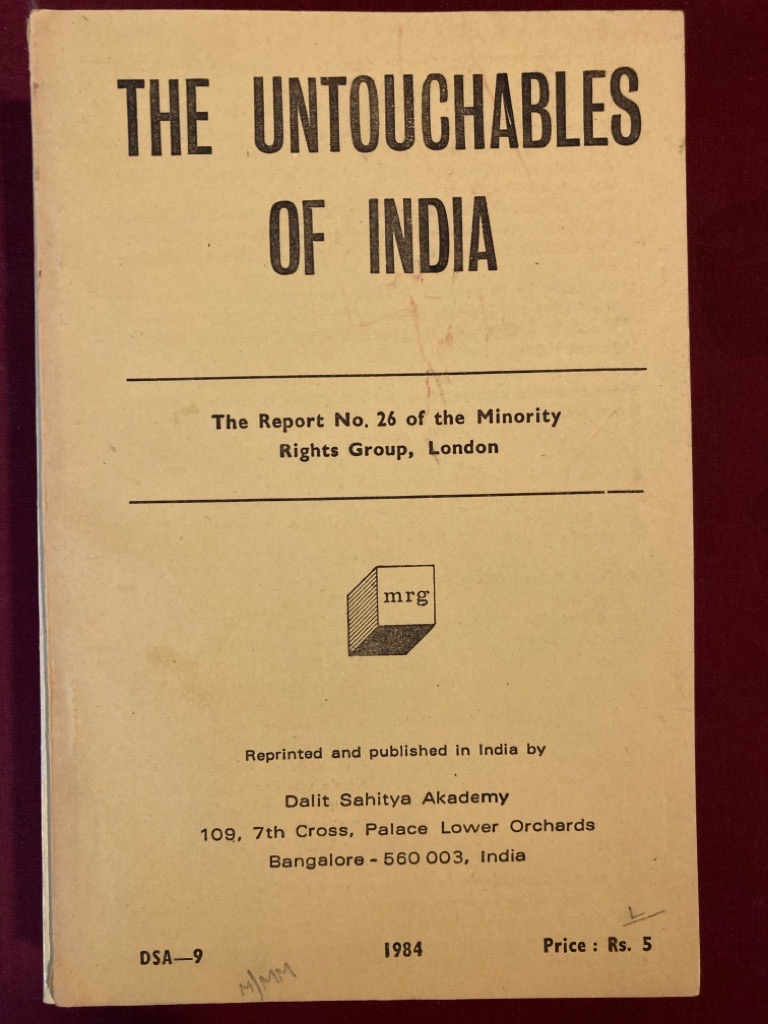 THE UNTOUCHABLES
OF INDIA
The Report No. 26 of the Minority
Rights Group, London
mrg
Reprinted and published in India by
Dalit Sahitya Akademy
109, 7th Cross, Palace Lower Orchards
Bangalore - 560 003, India
DSA—9 1984 Price : Rs. 5